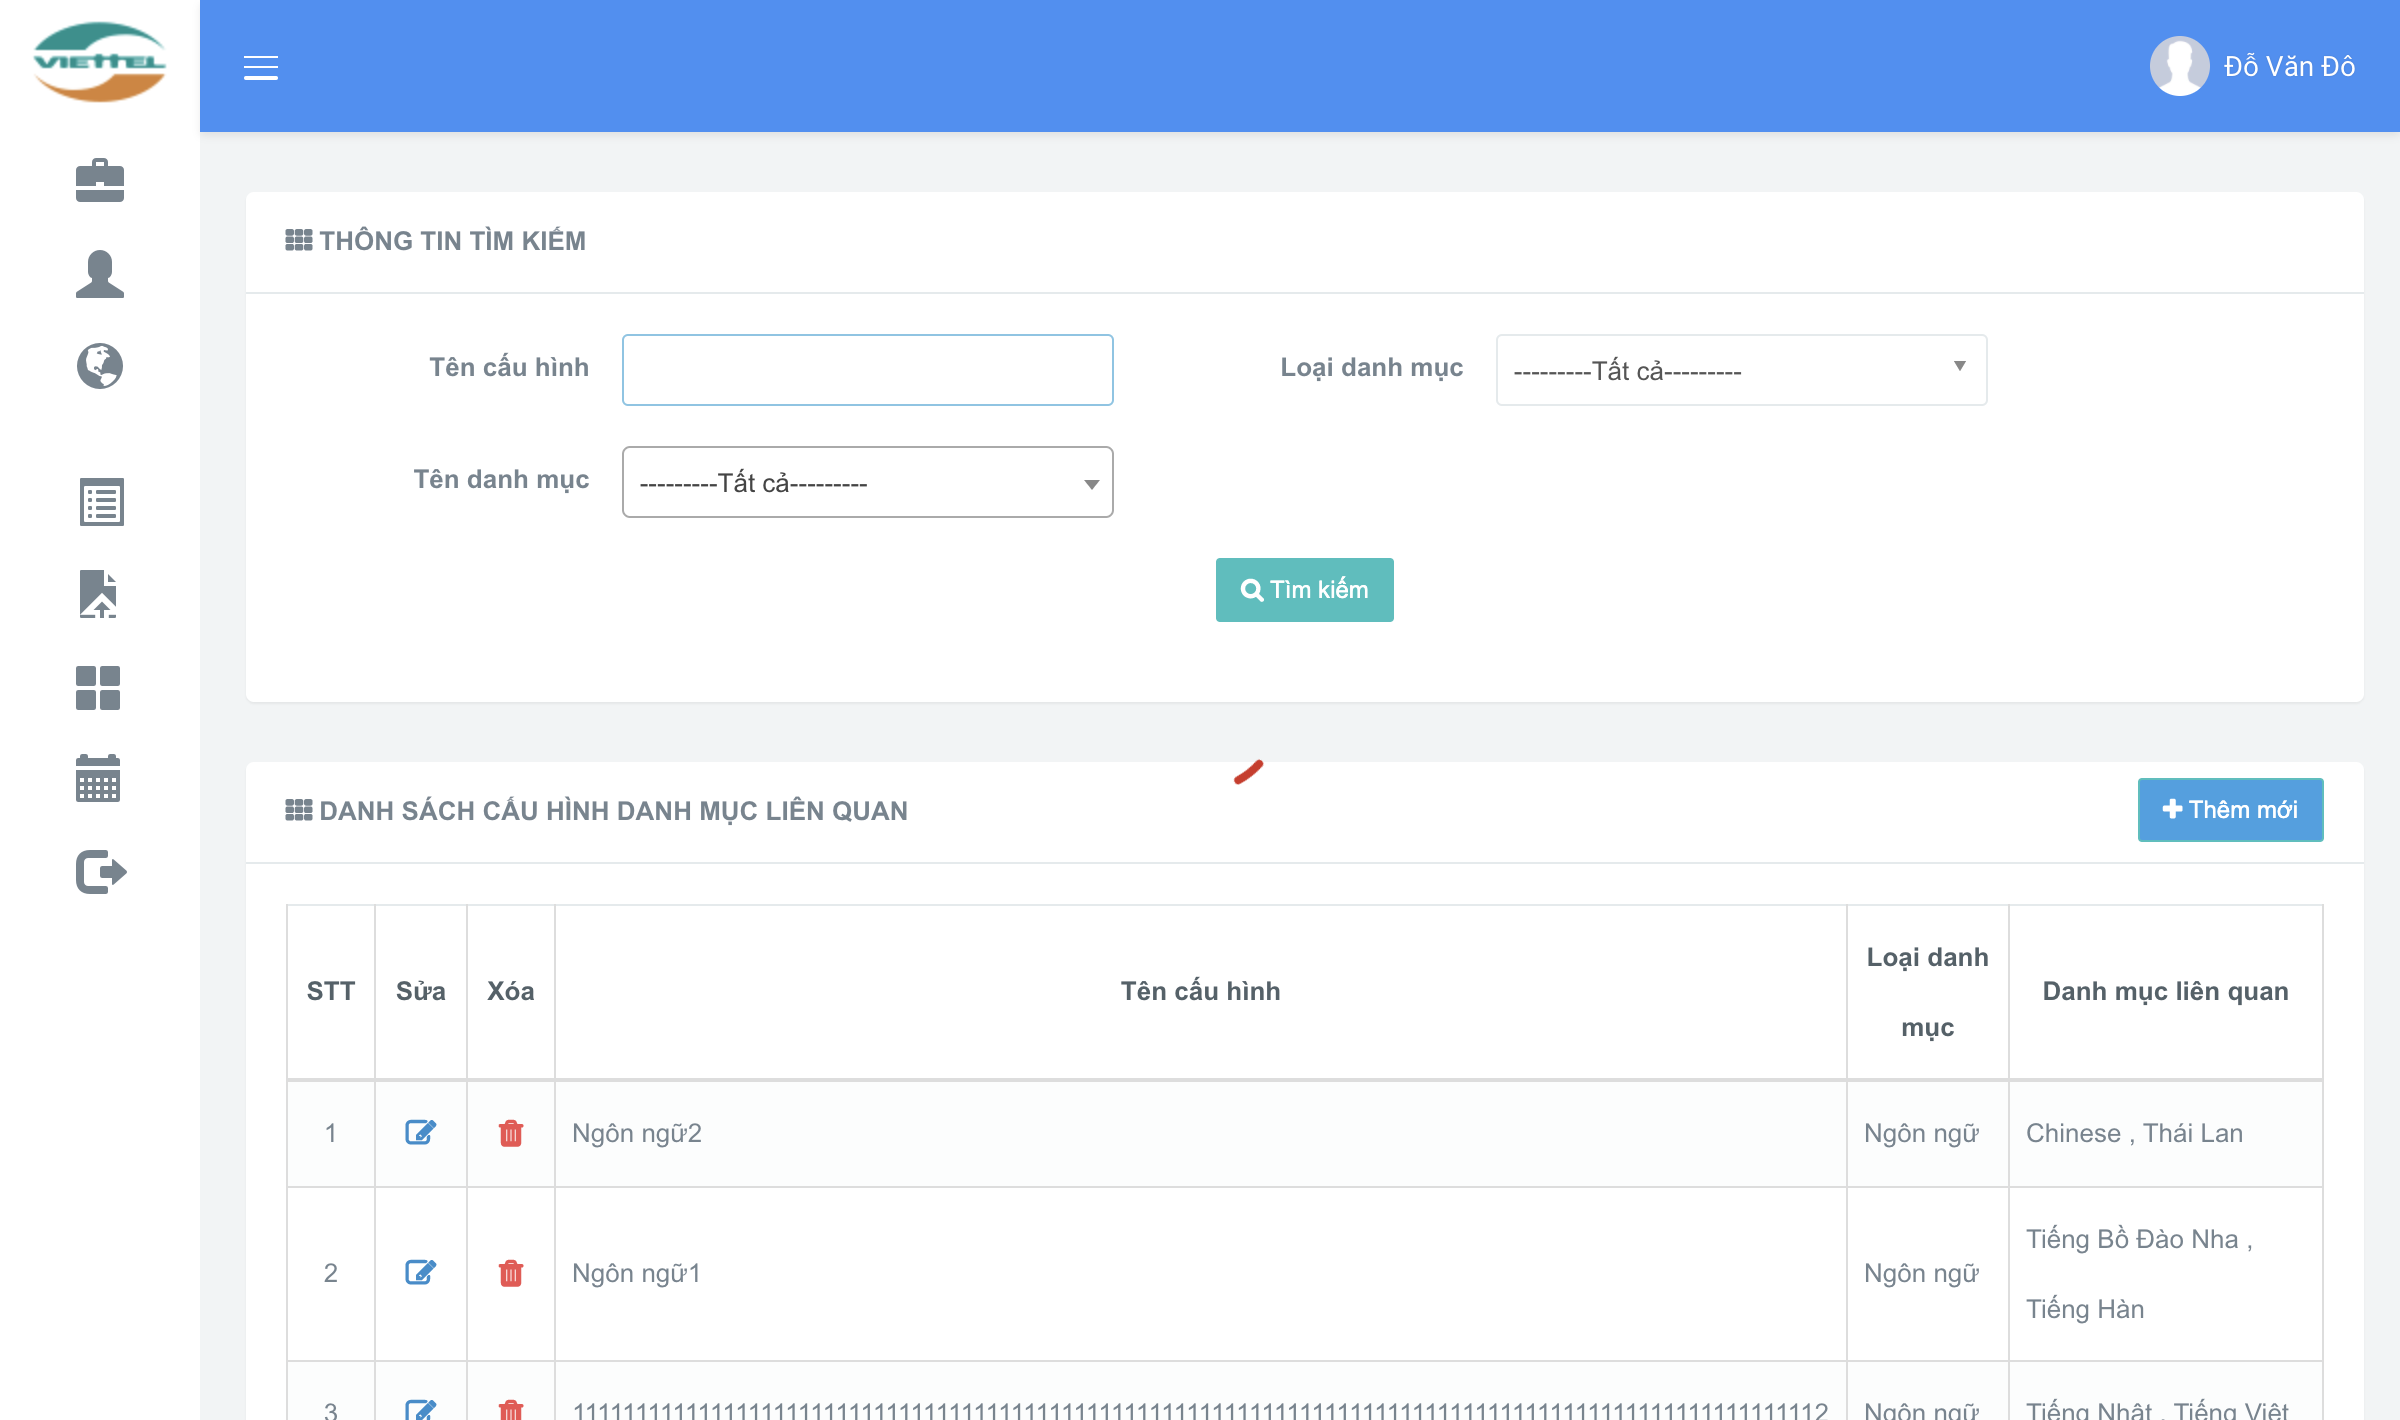 VIETTEL
Đỗ Văn Đô
THÔNG TIN TÌM KIẾM
Tên cấu hình
Loại danh mục
---------Tất cả---------
Tên danh mục
---------Tất cả---------
Tìm kiếm
DANH SÁCH CẤU HÌNH DANH MỤC LIÊN QUAN
Thêm mới
STT
Sửa
Xóa
Tên cấu hình
Loại danh
mục
Danh mục liên quan
1
Ngôn ngữ2
Ngôn ngữ
Chinese , Thái Lan
2
Ngôn ngữ1
Ngôn ngữ
Tiếng Bồ Đào Nha ,
Tiếng Hàn
3
Ngôn ngữ
Tiếng Nhật , Tiếng Việt